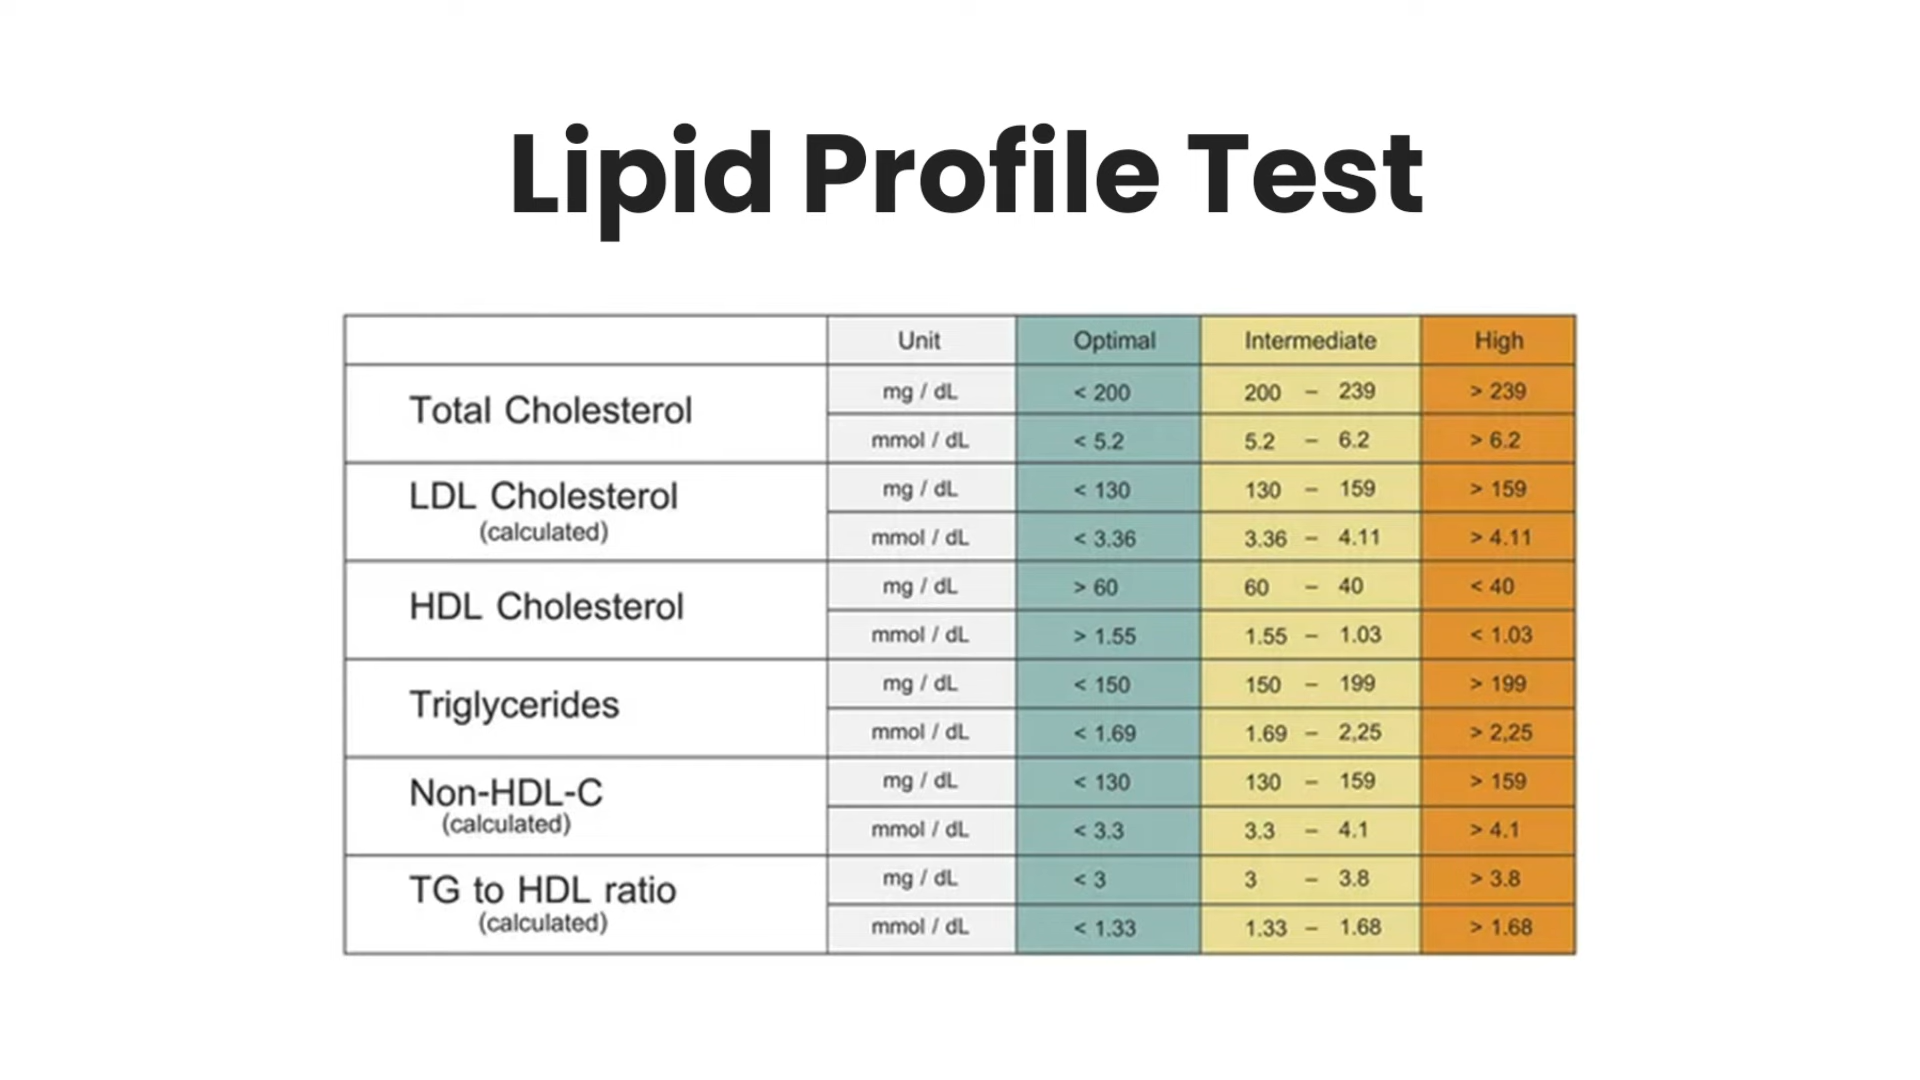 Lipid Profile Test
Unit Optimal Intermediate High
Total Cholesterol
mg / dL < 200 200 – 239 > 239
mmol / dL < 5.2 5.2 – 6.2 > 6.2
LDL Cholesterol
(calculated)
mg / dL < 130 130 – 159 > 159
mmol / dL < 3.36 3.36 – 4.11 > 4.11
HDL Cholesterol
mg / dL > 60 60 – 40 < 40
mmol / dL > 1.55 1.55 – 1.03 < 1.03
Triglycerides
mg / dL < 150 150 – 199 > 199
mmol / dL < 1.69 1.69 – 2,25 > 2,25
Non-HDL-C
(calculated)
mg / dL < 130 130 – 159 > 159
mmol / dL < 3.3 3.3 – 4.1 > 4.1
TG to HDL ratio
(calculated)
mg / dL < 3 3 – 3.8 > 3.8
mmol / dL < 1.33 1.33 – 1.68 > 1.68